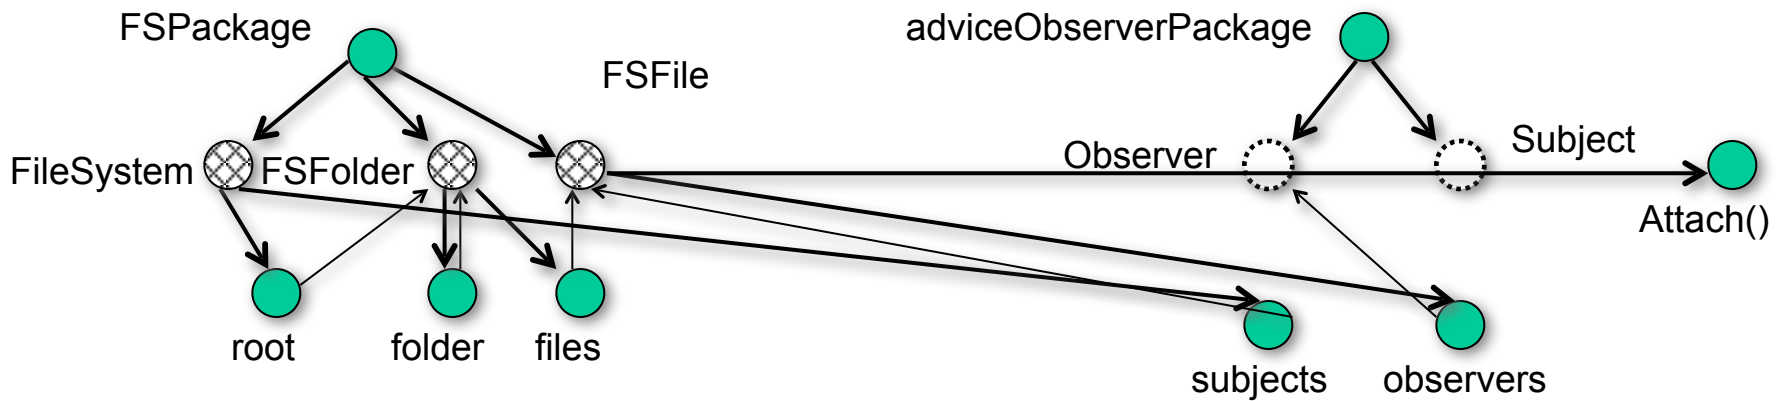 FSPackage
adviceObserverPackage
FSFile
Observer
Subject
FileSystem
FSFolder
Attach()
root
folder
files
subjects
observers